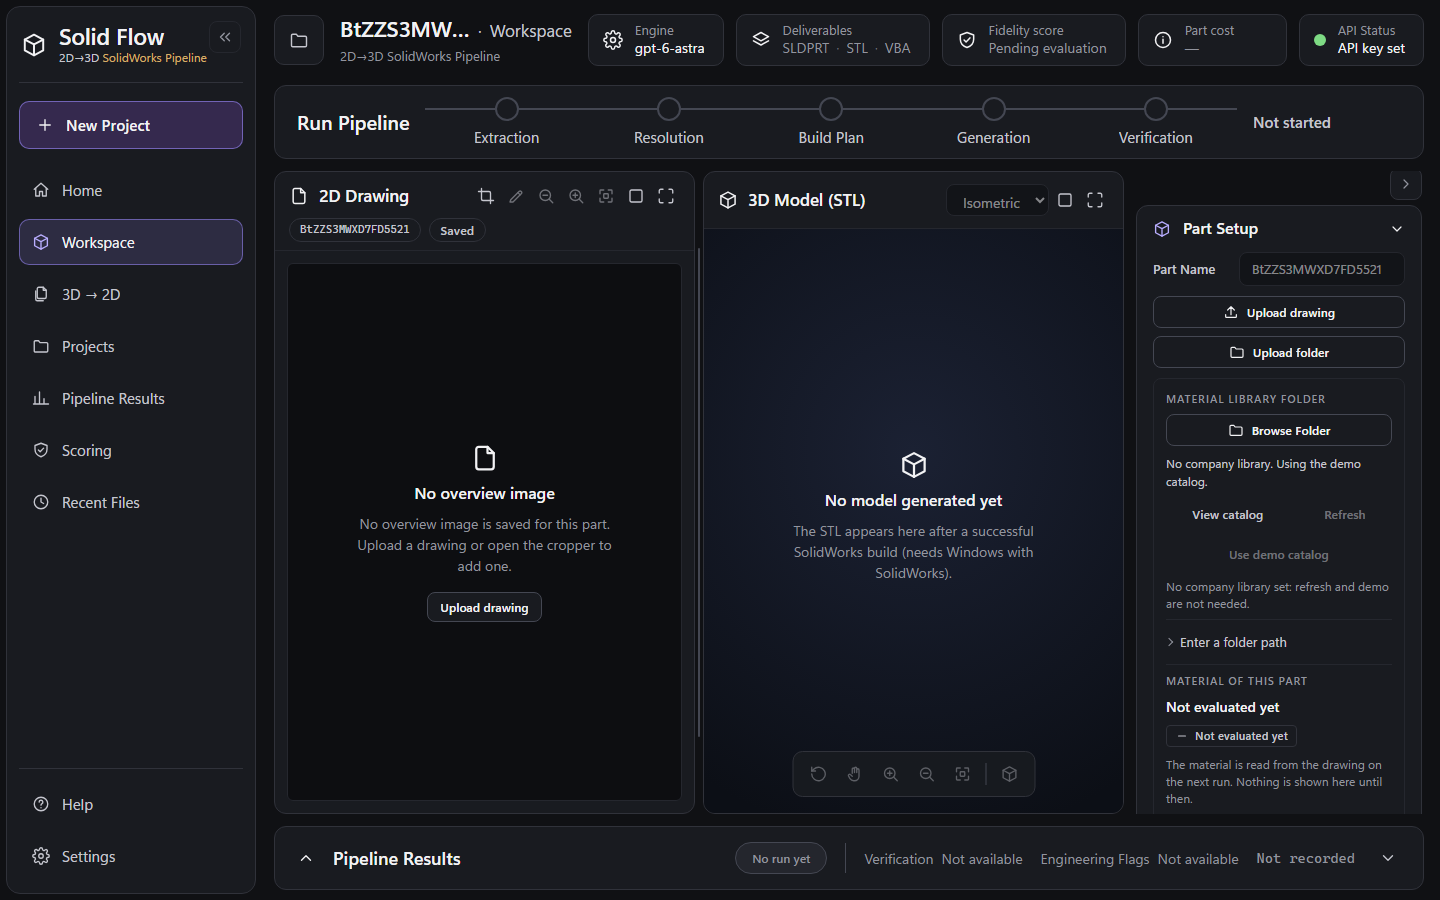 Solid Flow
2D→3D SolidWorks Pipeline
New Project
Home
Workspace
3D → 2D
Projects
Pipeline Results
Scoring
Recent Files
Help
Settings
BtZZS3MW... · Workspace
2D→3D SolidWorks Pipeline
Engine
gpt-6-astra
Deliverables
SLDPRT · STL · VBA
Fidelity score
Pending evaluation
Part cost
—
API Status
API key set
Run Pipeline
Extraction
Resolution
Build Plan
Generation
Verification
Not started
2D Drawing
BtZZS3MWXD7FD5521
Saved
No overview image
No overview image is saved for this part.
Upload a drawing or open the cropper to
add one.
Upload drawing
3D Model (STL)
Isometric
No model generated yet
The STL appears here after a successful
SolidWorks build (needs Windows with
SolidWorks).
Part Setup
Part Name
BtZZS3MWXD7FD5521
Upload drawing
Upload folder
MATERIAL LIBRARY FOLDER
Browse Folder
No company library. Using the demo
catalog.
View catalog
Refresh
Use demo catalog
No company library set: refresh and demo
are not needed.
Enter a folder path
MATERIAL OF THIS PART
Not evaluated yet
— Not evaluated yet
The material is read from the drawing on
the next run. Nothing is shown here until
then.
Pipeline Results
No run yet
Verification Not available
Engineering Flags Not available
Not recorded